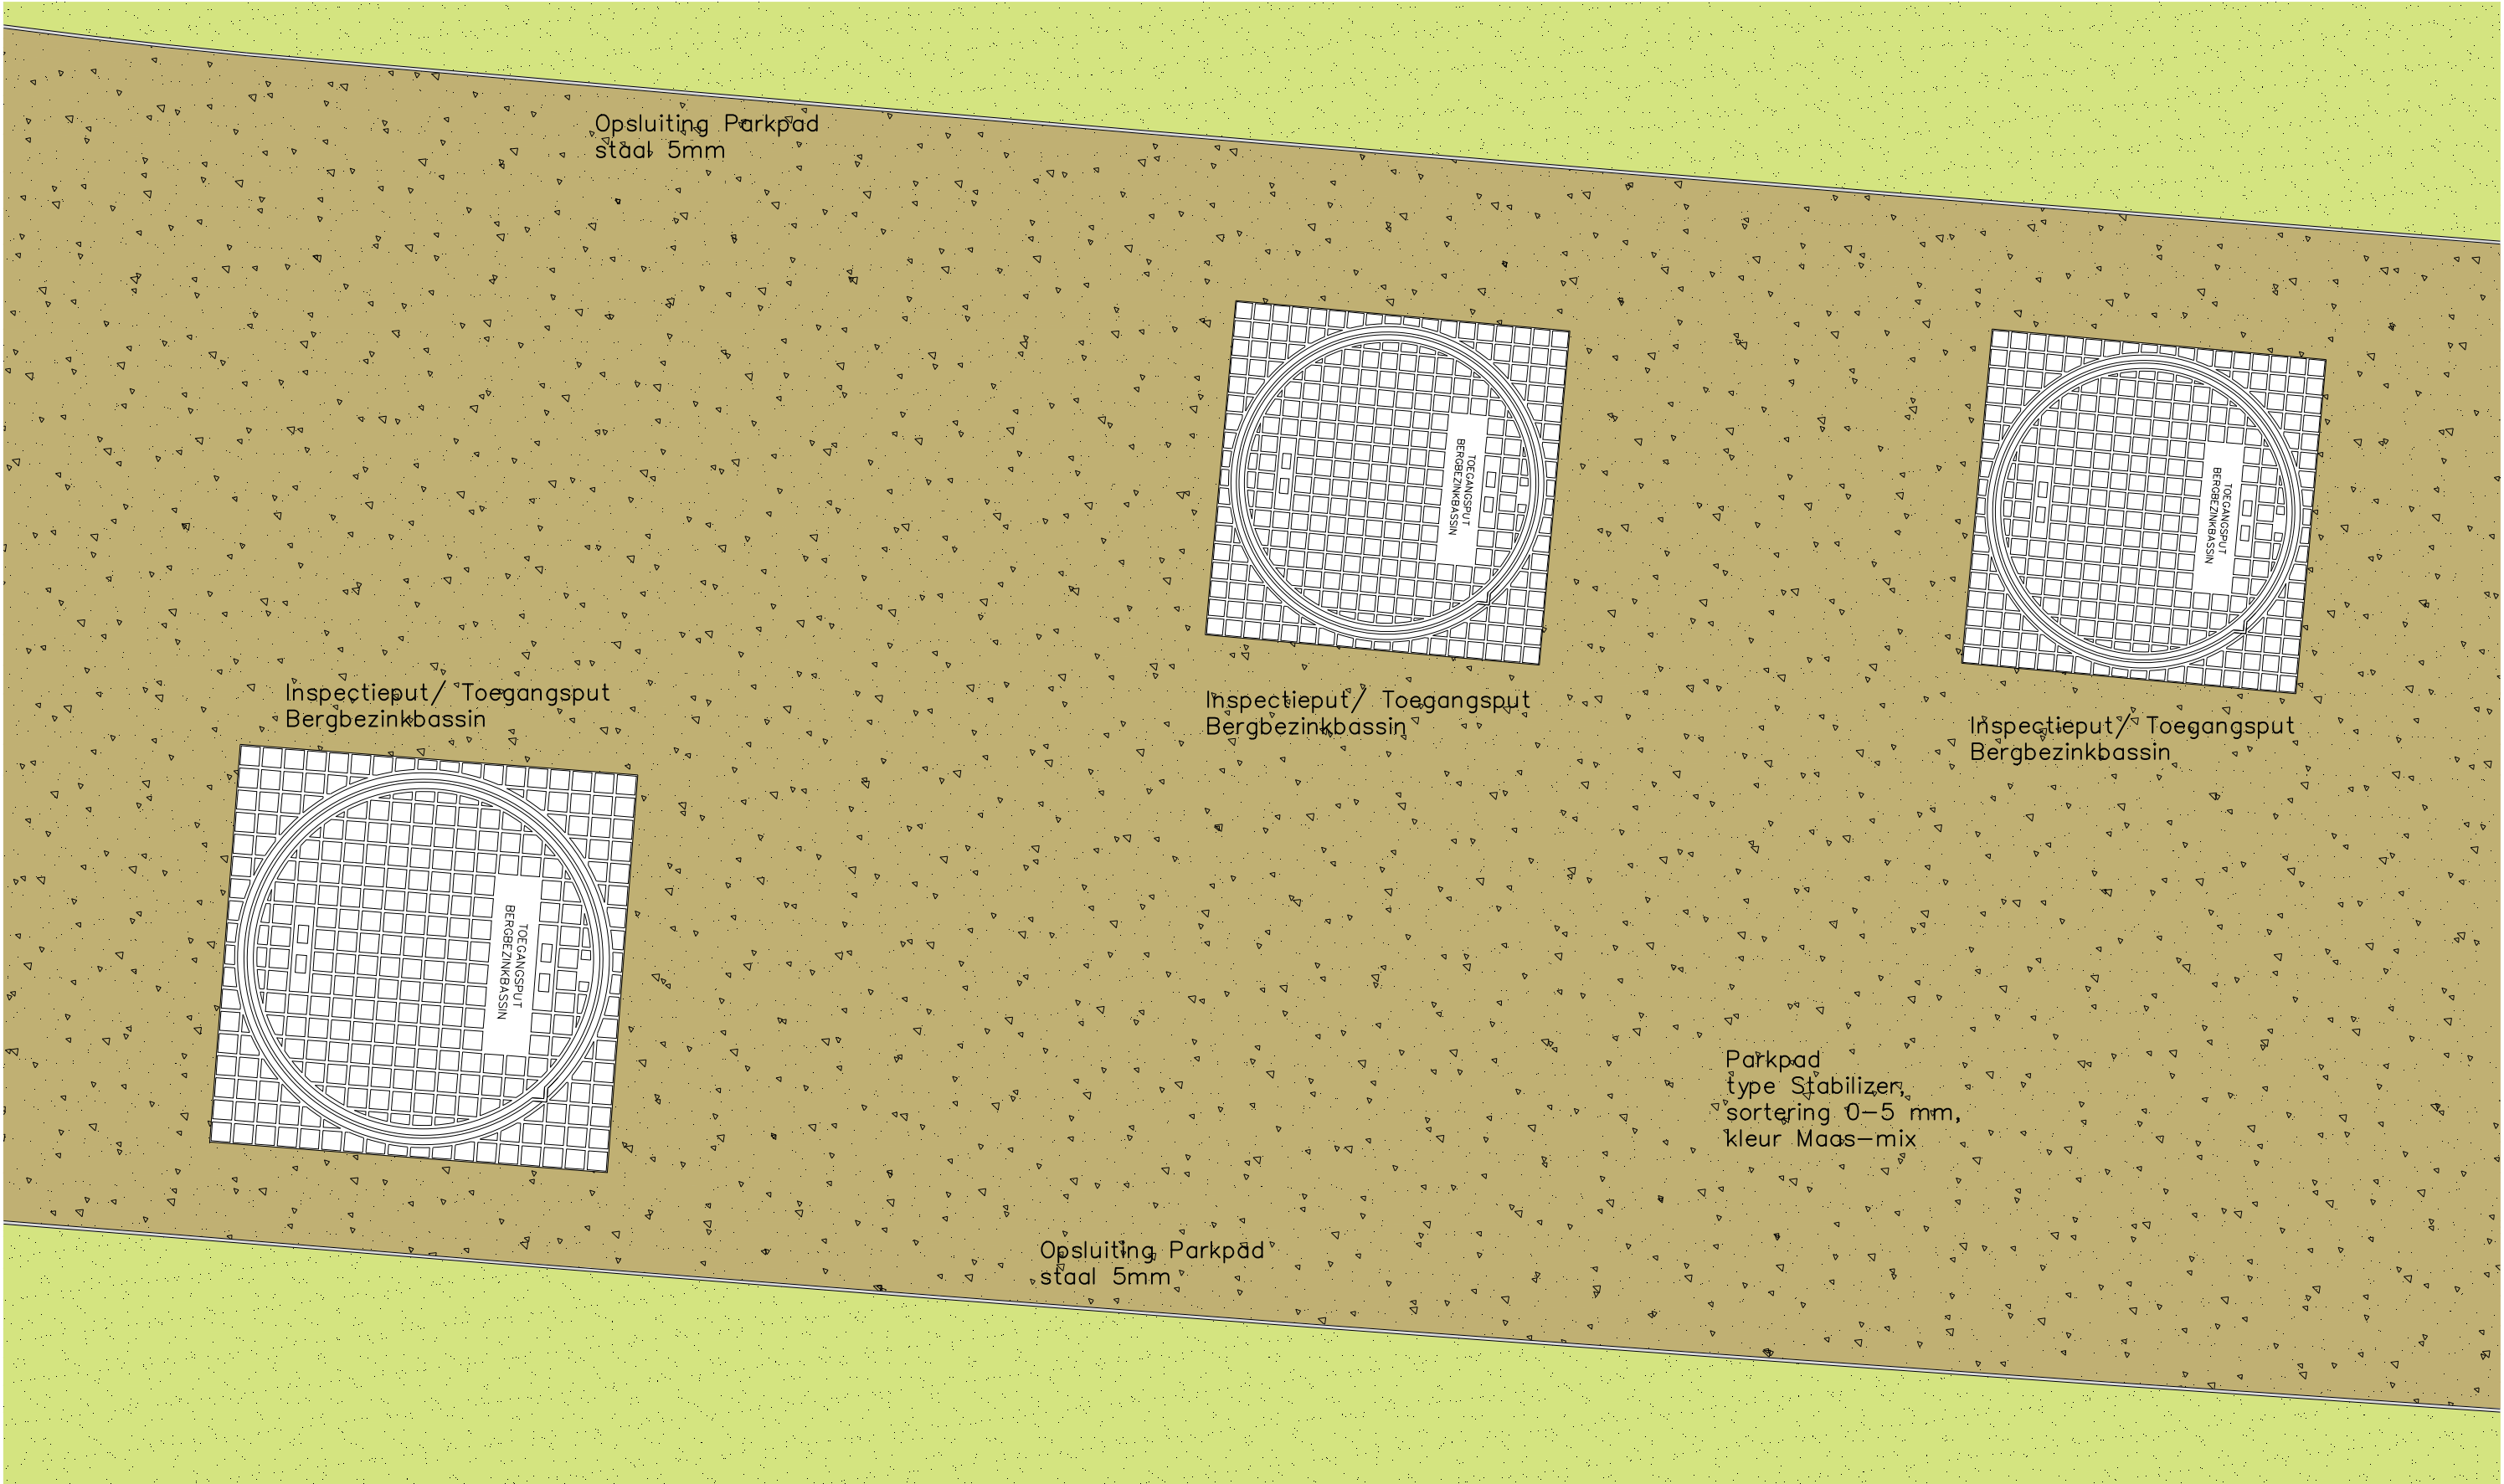 Opsluiting Parkpad
staal 5mm
TOEGANGSPUT
BERGBEZINKBASSIN
TOEGANGSPUT
BERGBEZINKBASSIN
Inspectieput/ Toegangsput
Bergbezinkbassin
Inspectieput/ Toegangsput
Bergbezinkbassin
Inspectieput/ Toegangsput
Bergbezinkbassin
TOEGANGSPUT
BERGBEZINKBASSIN
Parkpad
type Stabilizer,
sortering 0-5 mm,
kleur Maas-mix
Opsluiting Parkpad
staal 5mm